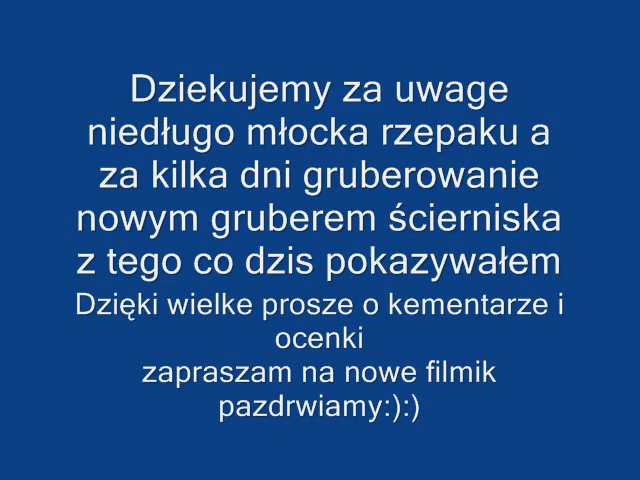 Dziekujemy za uwage
niedługo młocka rzepaku a
za kilka dni gruberowanie
nowym gruberem ścierniska
z tego co dzis pokazywałem
Dzięki wielke prosze o kementarze i
ocenki
zapraszam na nowe filmik
pazdrwiamy:):)